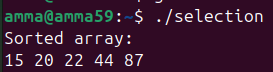 amma@amma59:~$ ./selection
Sorted array:
15 20 22 44 87